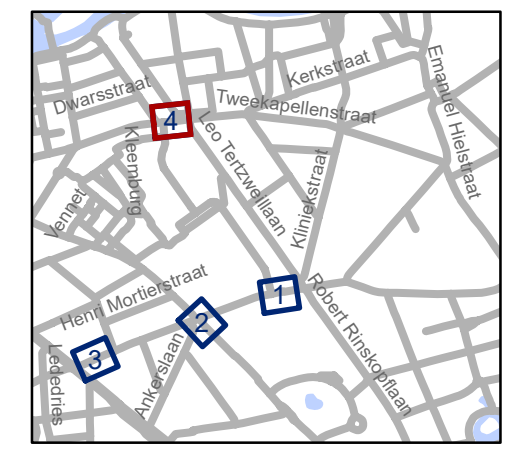 Kerkstraat
Emanuel Hielstraat
Dwarsstraat
Tweekapellenstraat
4
Leo Tertzweillaan
Kleemburg
Kliniekstraat
Vennet
Henri Mortierstraat
1
Robert Rinskopflaan
2
3
Ankerslaan
Lededries